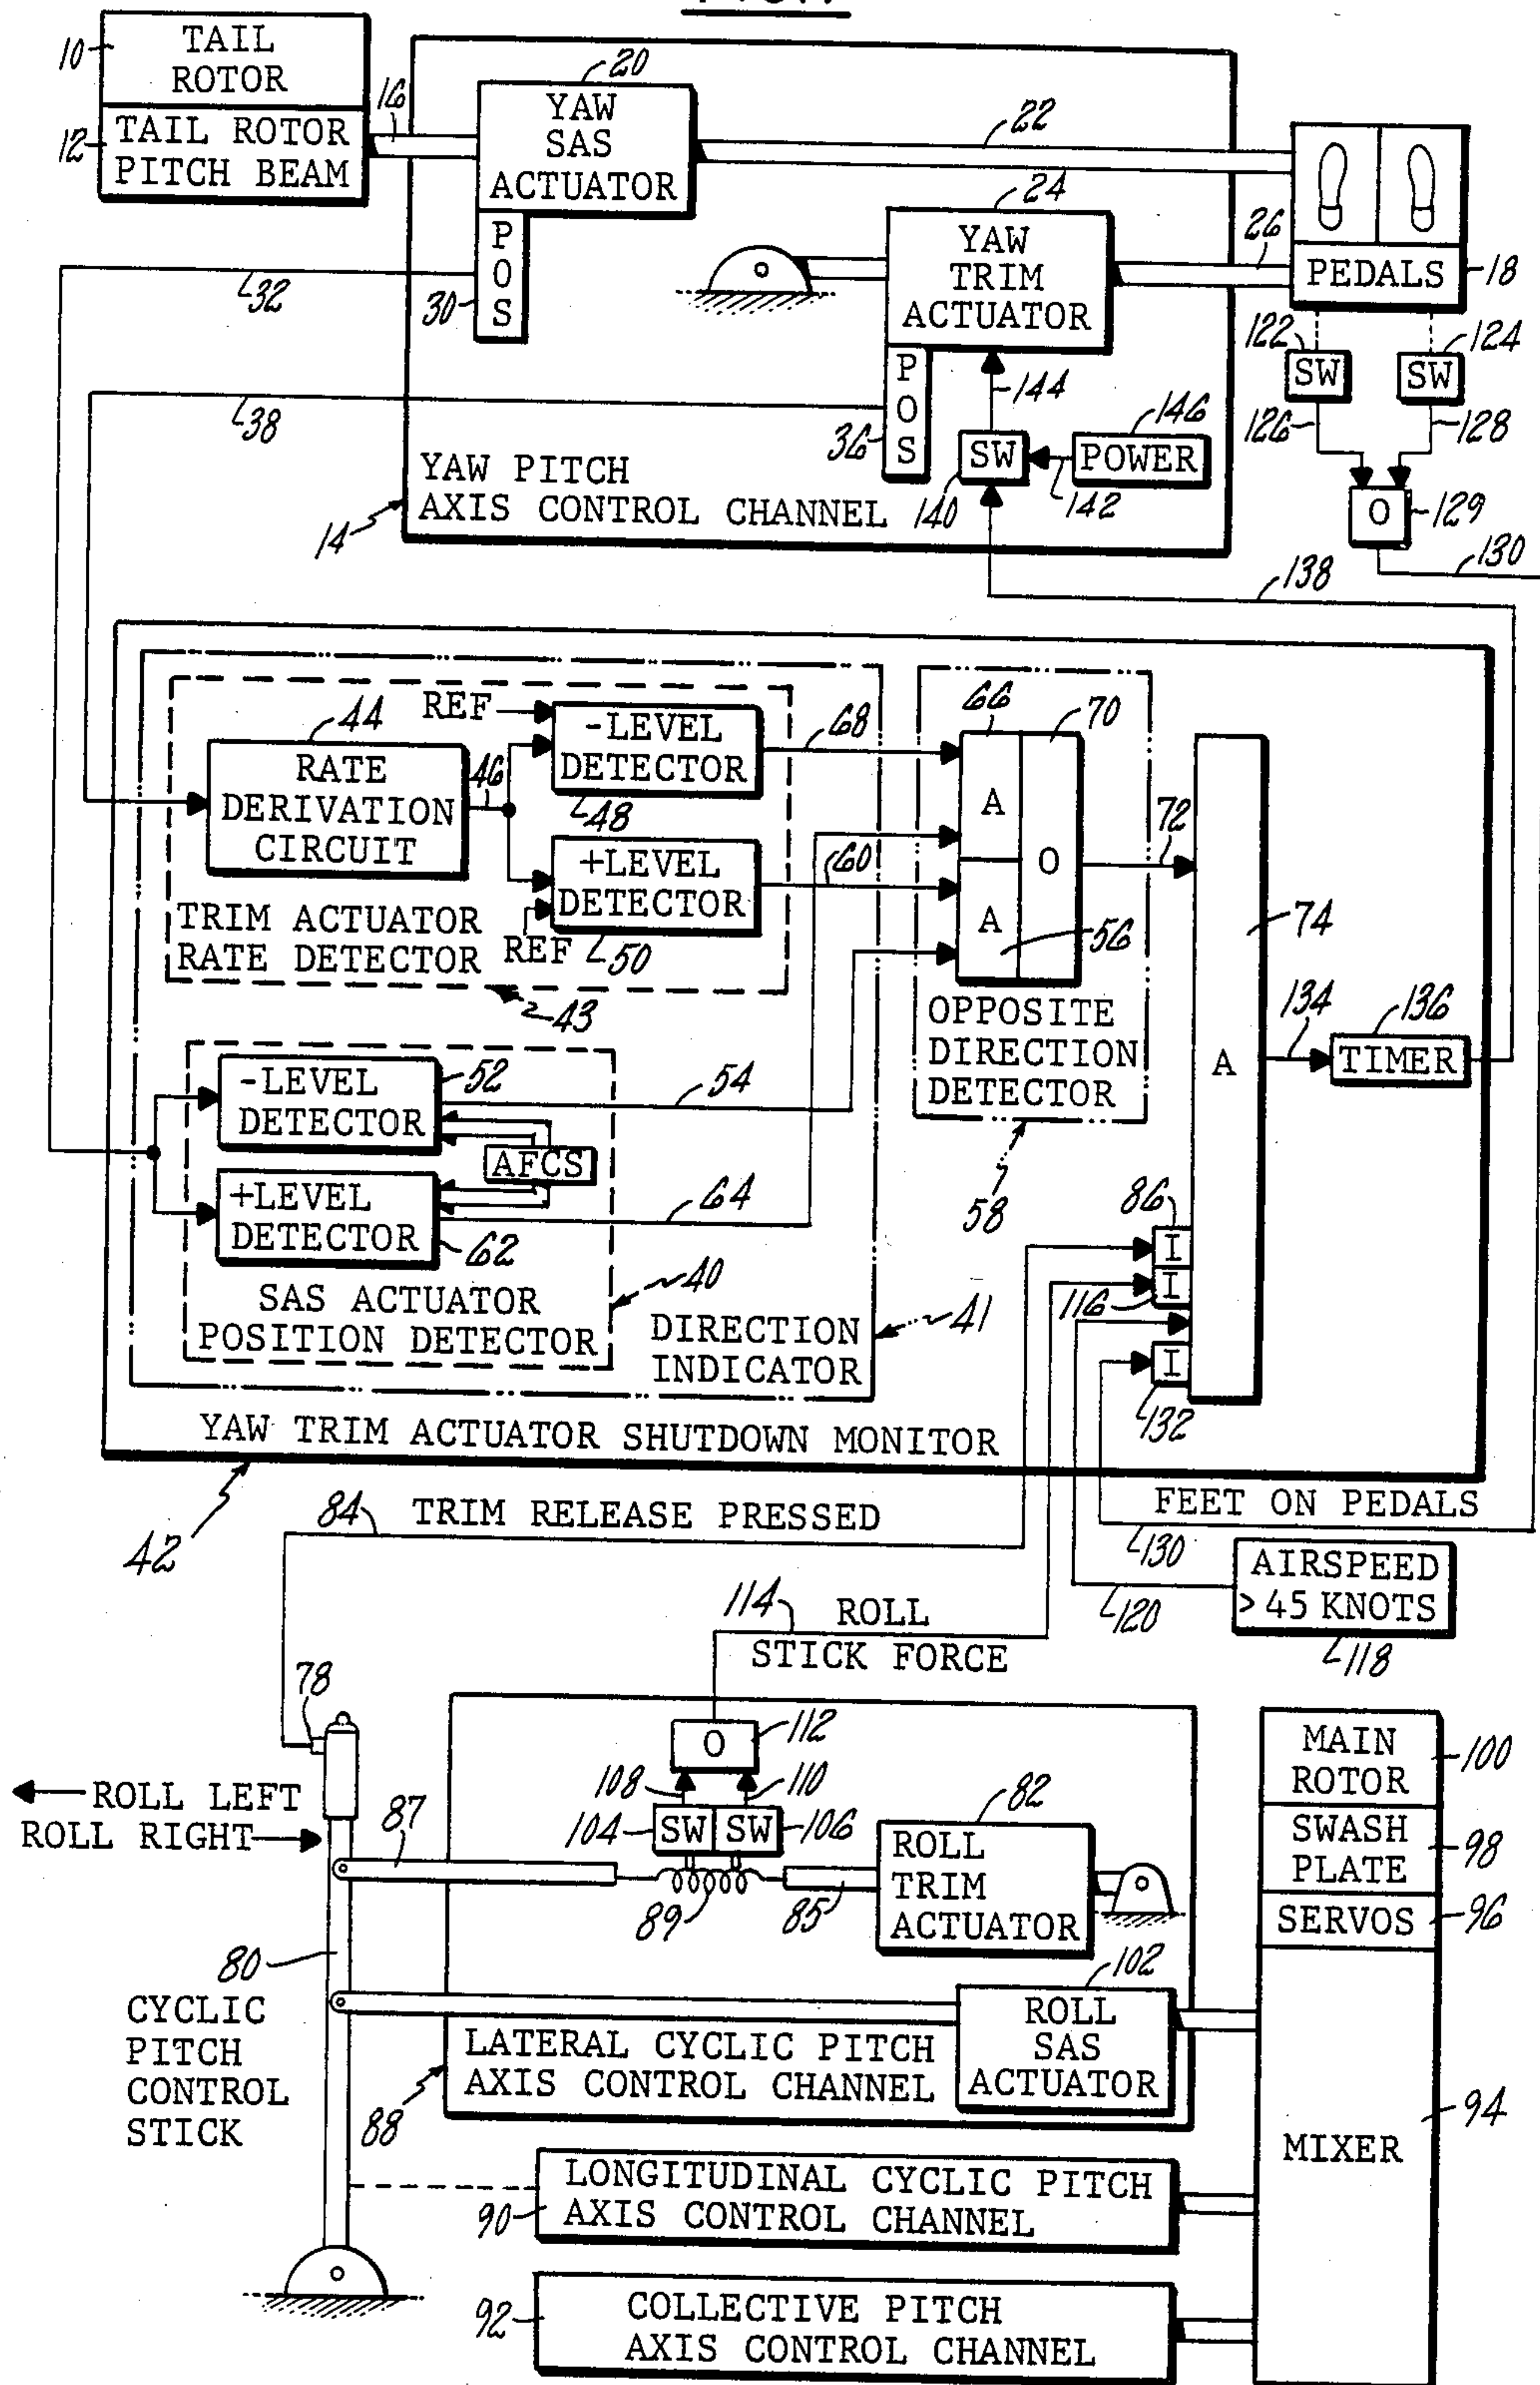 TAIL
ROTOR
10
TAIL ROTOR
PITCH BEAM
12
16
20
YAW
SAS
ACTUATOR
22
24
YAW
TRIM
ACTUATOR
26
PEDALS
18
POS
30
32
POS
36
38
122
SW
124
SW
126
128
O
129
130
144
146
SW
POWER
140
142
YAW PITCH
AXIS CONTROL CHANNEL
14
138
REF
-LEVEL
DETECTOR
48
68
44
RATE
DERIVATION
CIRCUIT
46
+LEVEL
DETECTOR
REF
50
60
TRIM ACTUATOR
RATE DETECTOR
43
66
70
A
O
A
56
72
74
OPPOSITE
DIRECTION
DETECTOR
58
A
134
136
TIMER
-LEVEL
DETECTOR
52
54
AFCS
+LEVEL
DETECTOR
62
64
SAS ACTUATOR
POSITION DETECTOR
40
DIRECTION
INDICATOR
41
86
I
I
116
I
132
YAW TRIM ACTUATOR SHUTDOWN MONITOR
42
84
TRIM RELEASE PRESSED
FEET ON PEDALS
130
120
AIRSPEED
> 45 KNOTS
118
114
ROLL
STICK FORCE
78
O
112
108
110
104
SW
SW
106
ROLL LEFT
ROLL RIGHT
87
82
ROLL
TRIM
ACTUATOR
89
85
80
CYCLIC
PITCH
CONTROL
STICK
102
ROLL
SAS
ACTUATOR
LATERAL CYCLIC PITCH
AXIS CONTROL CHANNEL
88
MAIN
ROTOR
100
SWASH
PLATE
98
SERVOS
96
MIXER
94
LONGITUDINAL CYCLIC PITCH
AXIS CONTROL CHANNEL
90
COLLECTIVE PITCH
AXIS CONTROL CHANNEL
92